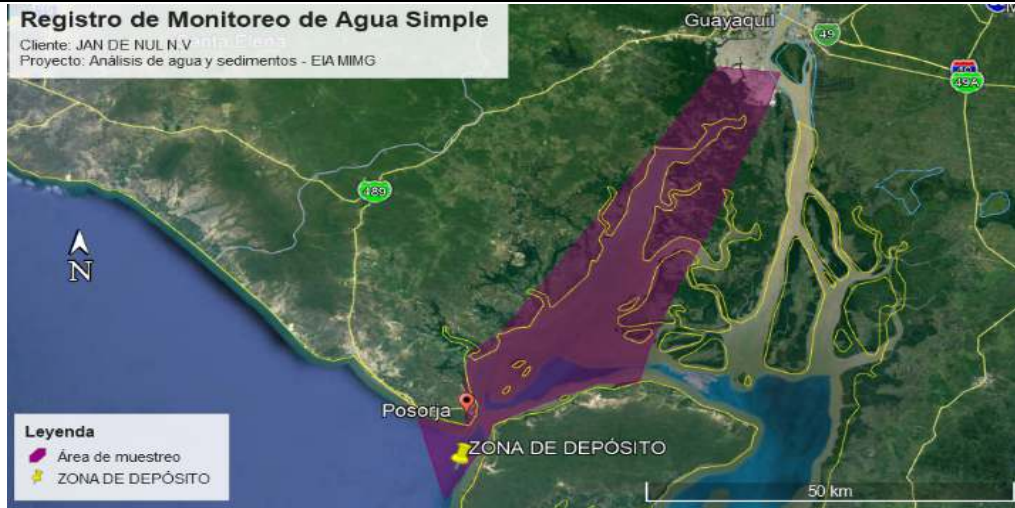 Registro de Monitoreo de Agua Simple
Cliente: JAN DE NUL N.V
Proyecto: Análisis de agua y sedimentos - EIA MIMG
Guayaquil
49
49A
489
N
Posorja
ZONA DE DEPÓSITO
Leyenda
Área de muestreo
ZONA DE DEPÓSITO
50 km